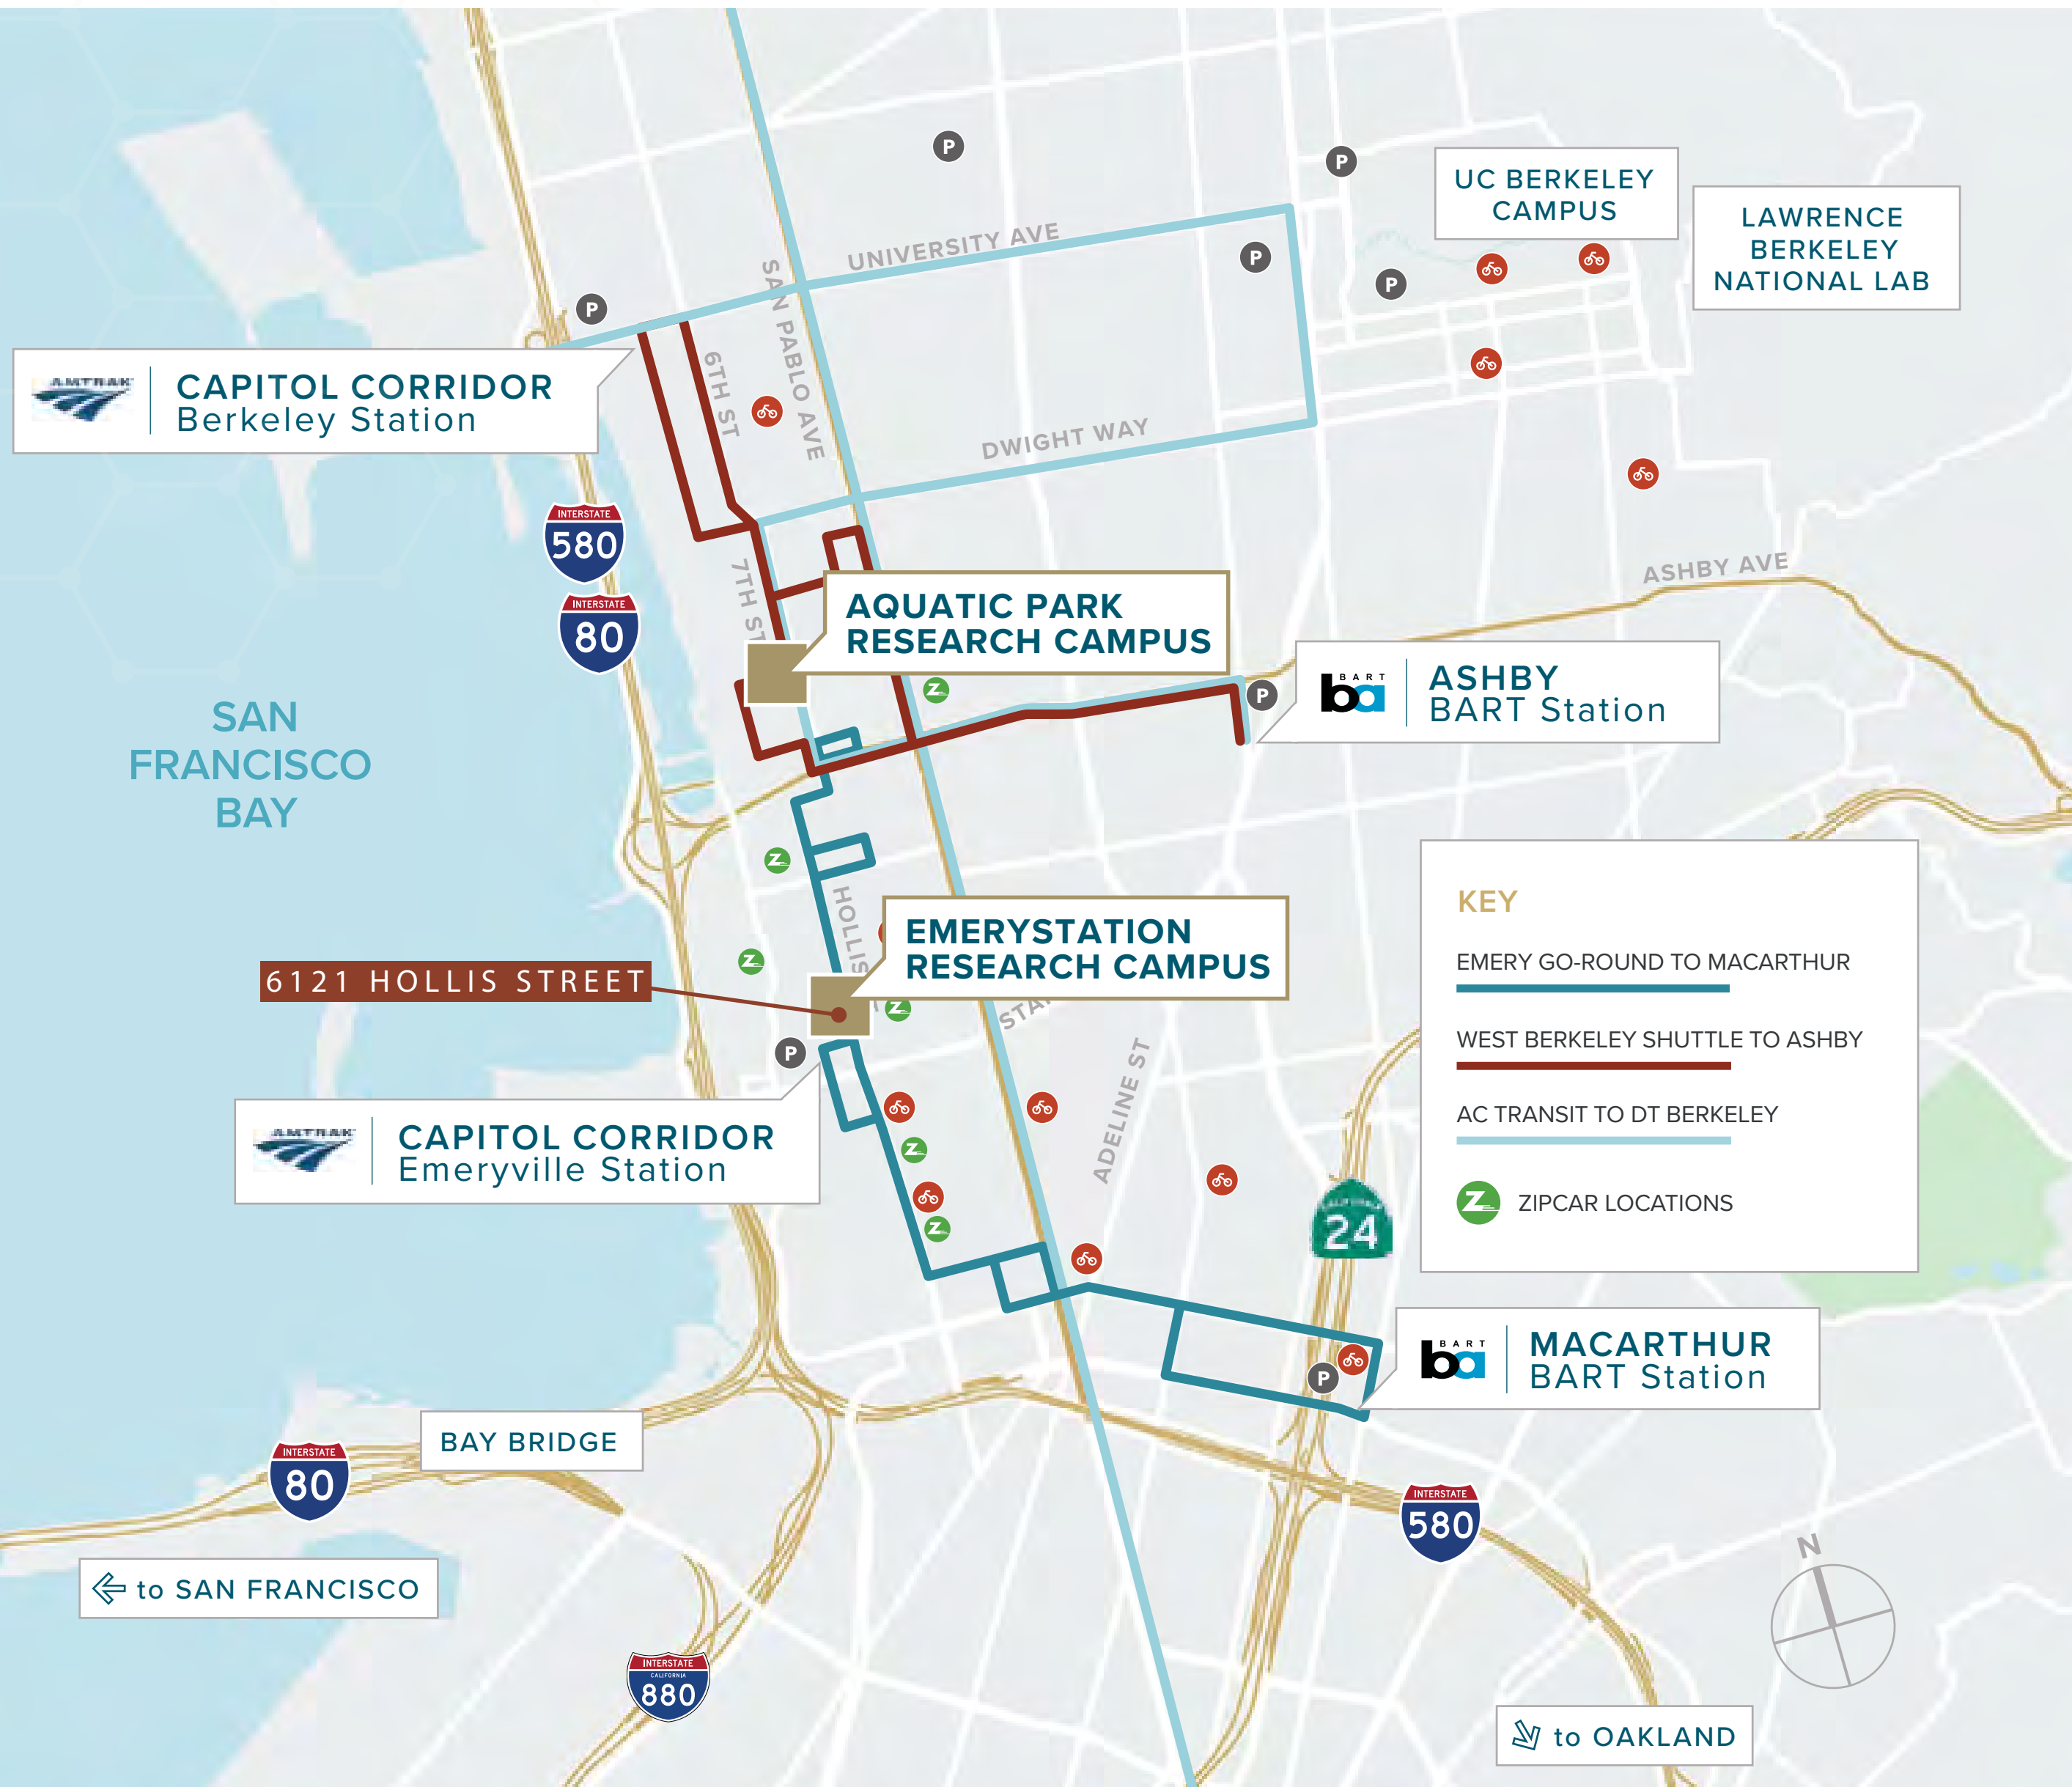 UC BERKELEY
CAMPUS
LAWRENCE
BERKELEY
NATIONAL LAB
UNIVERSITY AVE
SAN PABLO AVE
6TH ST
AMTRAK
CAPITOL CORRIDOR
Berkeley Station
DWIGHT WAY
INTERSTATE
580
INTERSTATE
80
7TH ST
ASHBY AVE
AQUATIC PARK
RESEARCH CAMPUS
BART
ba
ASHBY
BART Station
SAN
FRANCISCO
BAY
HOLLIS
EMERYSTATION
RESEARCH CAMPUS
6121 HOLLIS STREET
ADELINE ST
KEY
EMERY GO-ROUND TO MACARTHUR
WEST BERKELEY SHUTTLE TO ASHBY
AC TRANSIT TO DT BERKELEY
Z ZIPCAR LOCATIONS
AMTRAK
CAPITOL CORRIDOR
Emeryville Station
24
BART
ba
MACARTHUR
BART Station
BAY BRIDGE
INTERSTATE
80
INTERSTATE
580
to SAN FRANCISCO
N
INTERSTATE
CALIFORNIA
880
to OAKLAND
P
P
P
P
P
P
P
P
Z
Z
Z
Z
Z
Z